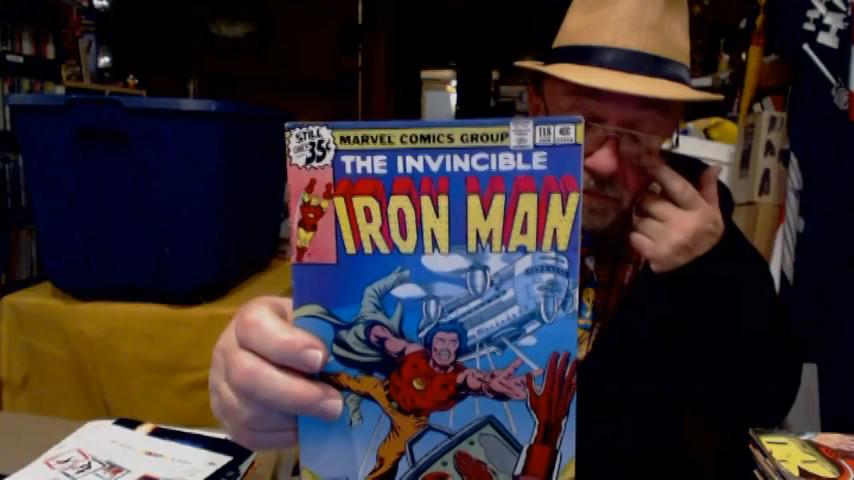 STILL
ONLY
35¢
MARVEL COMICS GROUP
118
THE INVINCIBLE
IRON MAN